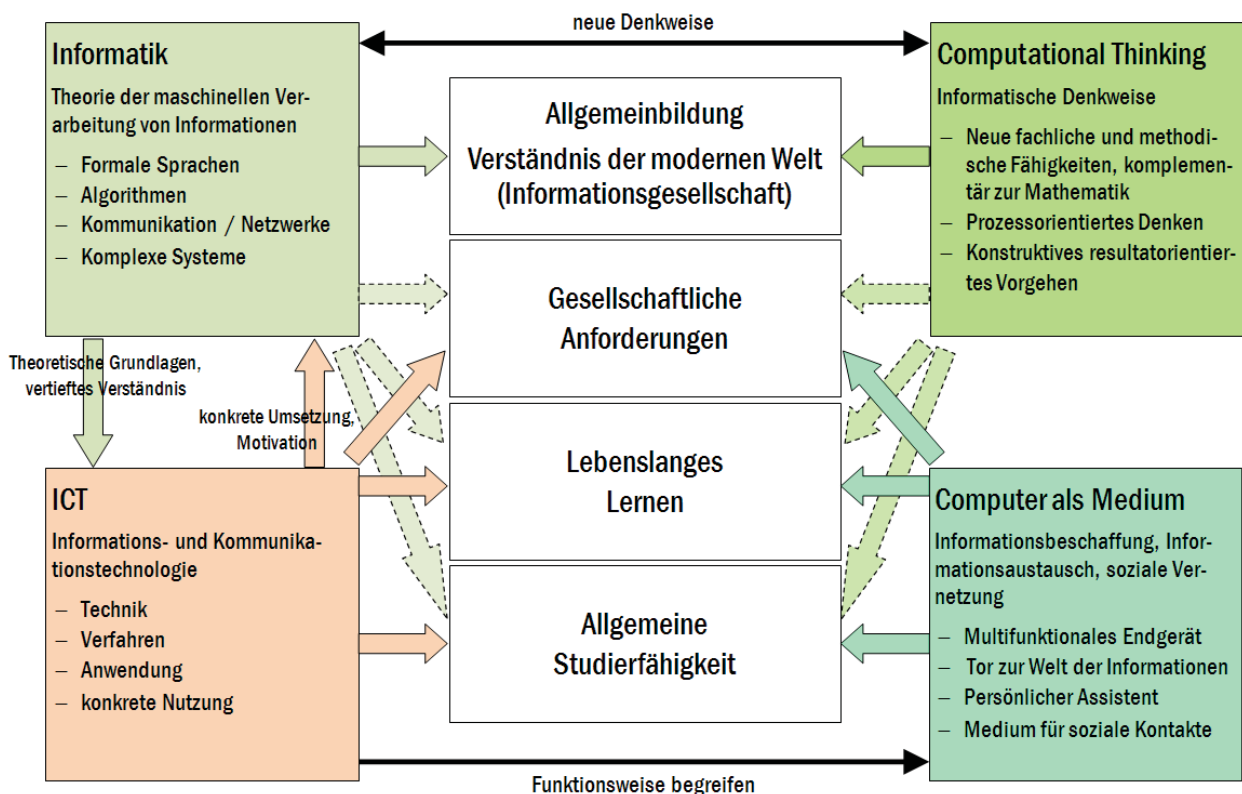 neue Denkweise
Informatik
Theorie der maschinellen Ver-
arbeitung von Informationen
– Formale Sprachen
– Algorithmen
– Kommunikation / Netzwerke
– Komplexe Systeme
Allgemeinbildung
Verständnis der modernen Welt
(Informationsgesellschaft)
Computational Thinking
Informatische Denkweise
– Neue fachliche und methodi-
sche Fähigkeiten, komplemen-
tär zur Mathematik
– Prozessorientiertes Denken
– Konstruktives resultatorientier-
tes Vorgehen
Gesellschaftliche
Anforderungen
Theoretische Grundlagen,
vertieftes Verständnis
konkrete Umsetzung,
Motivation
Lebenslanges
Lernen
ICT
Informations- und Kommunika-
tionstechnologie
– Technik
– Verfahren
– Anwendung
– konkrete Nutzung
Allgemeine
Studierfähigkeit
Computer als Medium
Informationsbeschaffung, Infor-
mationsaustausch, soziale Ver-
netzung
– Multifunktionales Endgerät
– Tor zur Welt der Informationen
– Persönlicher Assistent
– Medium für soziale Kontakte
Funktionsweise begreifen